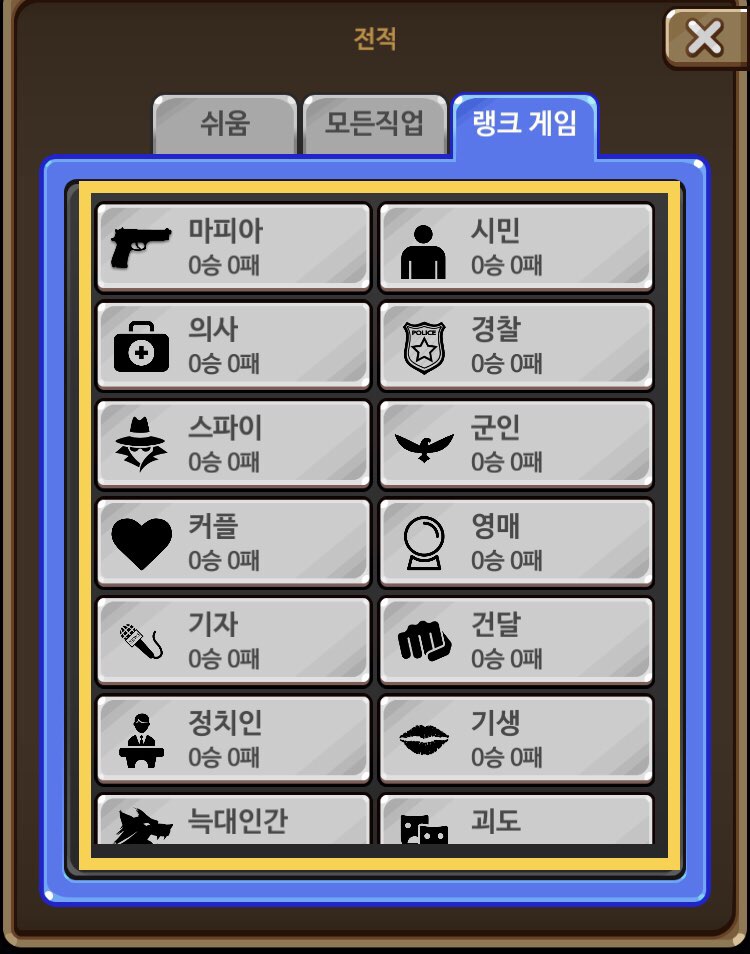 전적
쉬움
모든직업
랭크 게임
마피아
0승 0패
시민
0승 0패
의사
0승 0패
POLICE
경찰
0승 0패
스파이
0승 0패
군인
0승 0패
커플
0승 0패
영매
0승 0패
기자
0승 0패
건달
0승 0패
정치인
0승 0패
기생
0승 0패
늑대인간
괴도